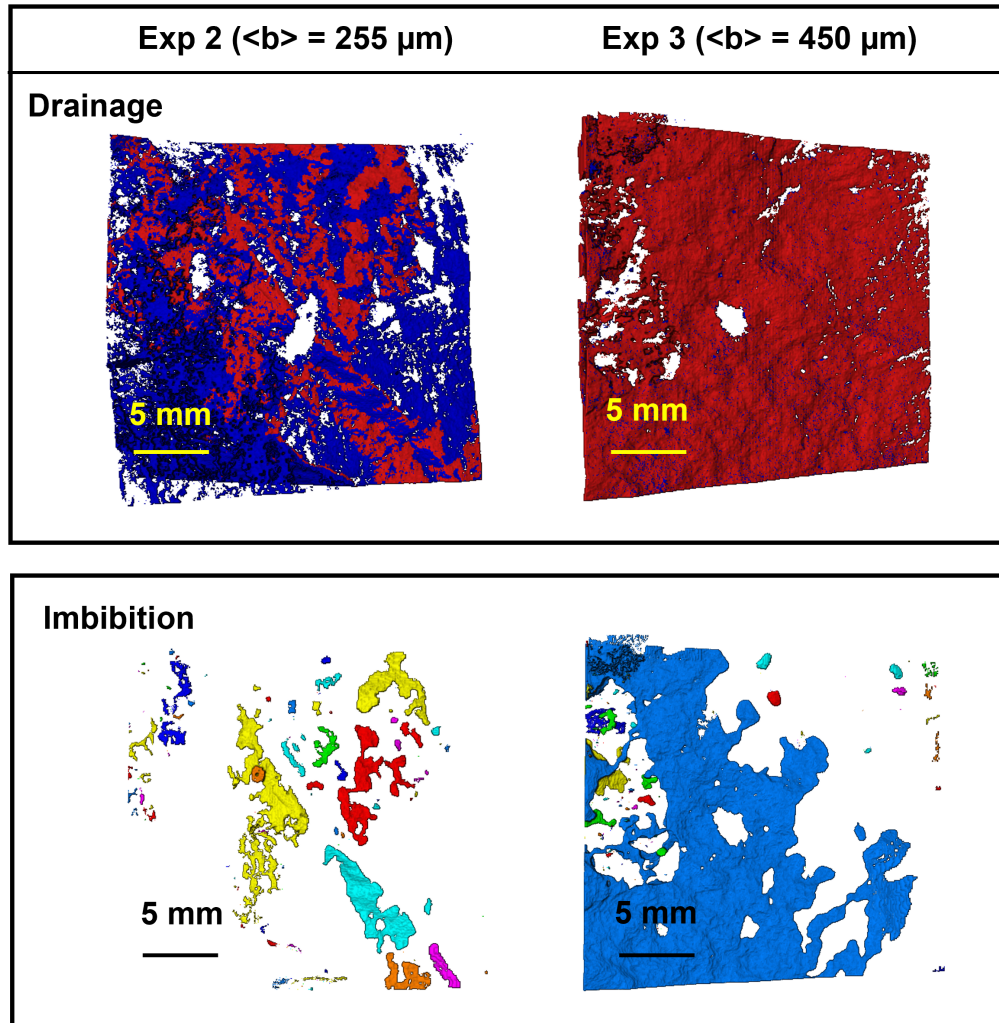 Exp 2 (<b> = 255 µm)
Exp 3 (<b> = 450 µm)
Drainage
5 mm
5 mm
Imbibition
5 mm
5 mm